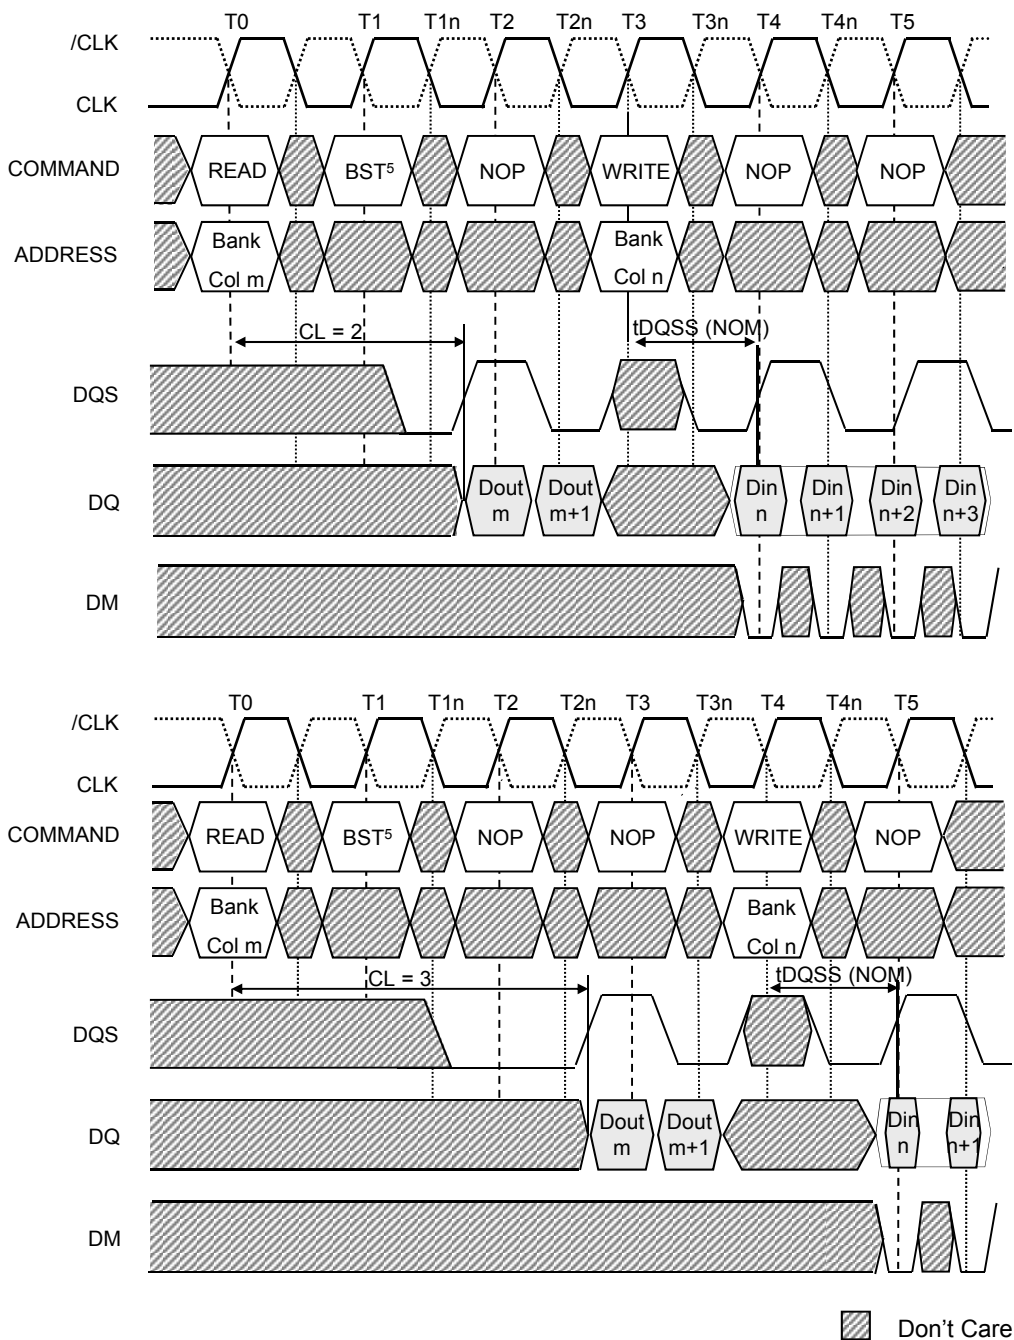 T0 T1 T1n T2 T2n T3 T3n T4 T4n T5
/CLK
CLK
COMMAND READ BST5 NOP WRITE NOP NOP
Bank Bank
ADDRESS
Col m Col n
CL = 2 tDQSS (NOM)
DQS
Dout Dout Din Din Din Din
DQ
m m+1 n n+1 n+2 n+3
DM
T0 T1 T1n T2 T2n T3 T3n T4 T4n T5
/CLK
CLK
COMMAND READ BST5 NOP NOP WRITE NOP
Bank Bank
ADDRESS
Col m Col n
CL = 3 tDQSS (NOM)
DQS
Dout Dout Din Din
DQ
m m+1 n n+1
DM
Don't Care